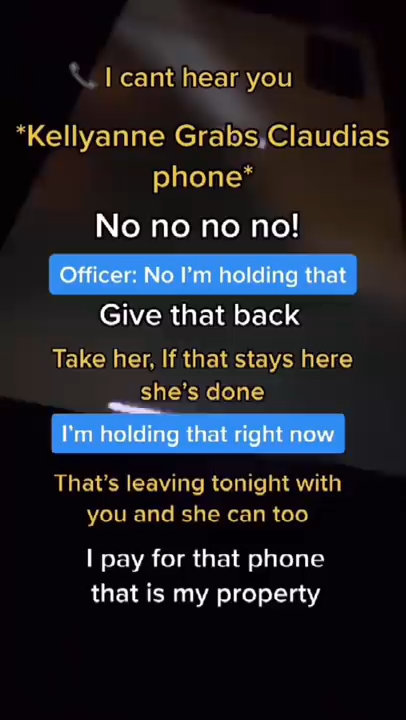 I cant hear you
*Kellyanne Grabs Claudias
phone*
No no no no!
Officer: No I'm holding that
Give that back
Take her, If that stays here
she's done
I'm holding that right now
That's leaving tonight with
you and she can too
I pay for that phone
that is my property